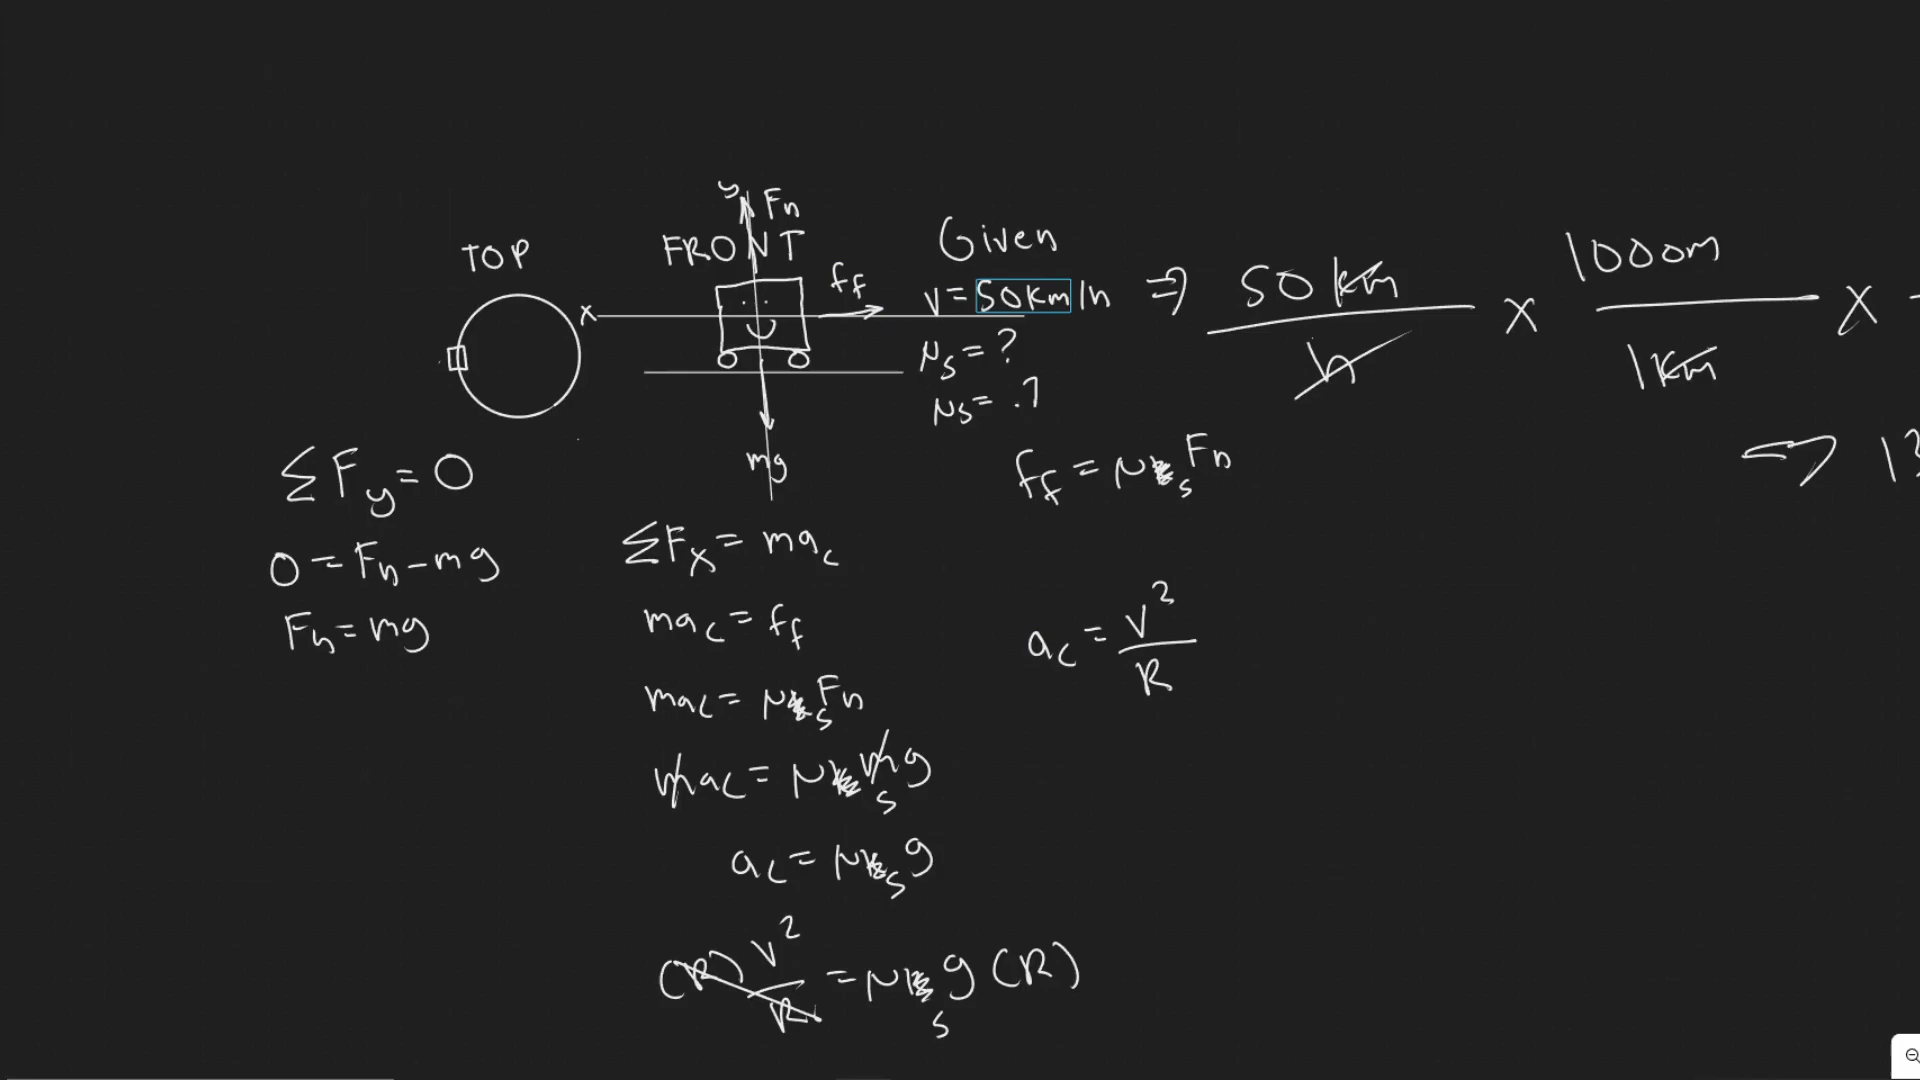 TOP
y Fn
FRONT
ff
x
mg
Given
v = 50km/h ⇒ 50 km / h × 1000m / 1km ×
μs = ?
μs = .7
⇒ 13
ff = μs Fn
ΣFy = 0
0 = Fn - mg
Fn = mg
ΣFx = mac
mac = ff
mac = μs Fn
mac = μs mg
ac = μs g
(R) v² / R = μs g (R)
ac = v² / R